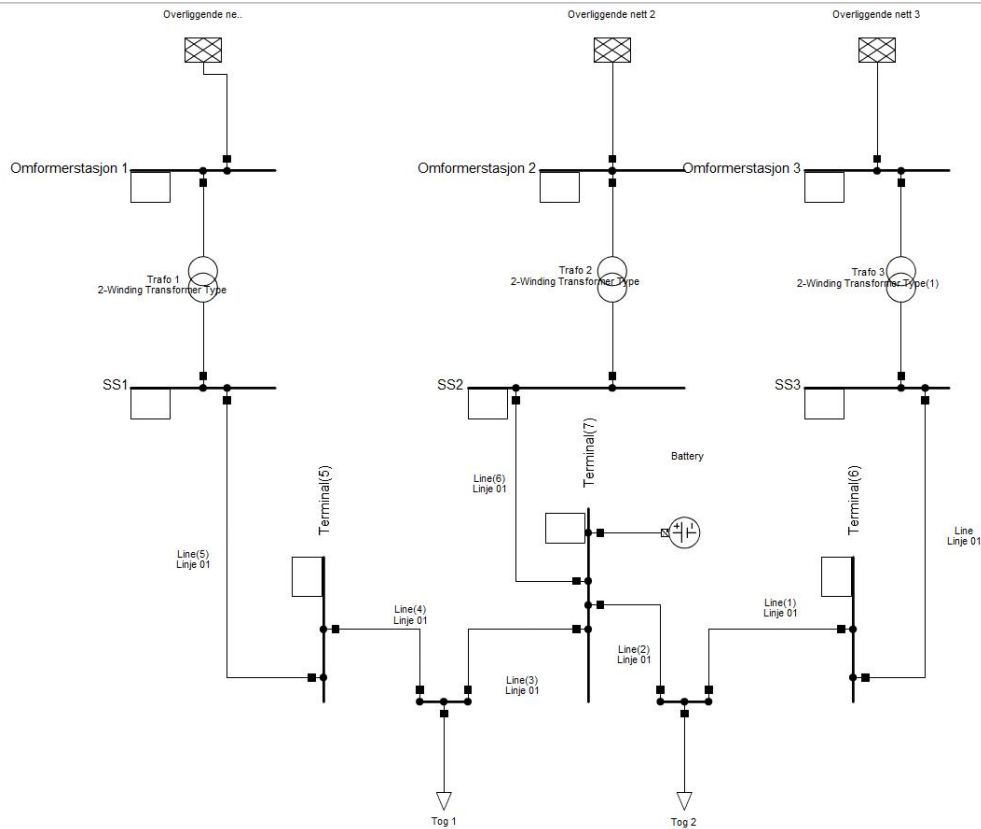 Overliggende ne..
Overliggende nett 2
Overliggende nett 3
Omformerstasjon 1
Omformerstasjon 2
Omformerstasjon 3
Trafo 1
2-Winding Transformer Type
Trafo 2
2-Winding Transformer Type
Trafo 3
2-Winding Transformer Type(1)
SS1
SS2
SS3
Terminal(5)
Terminal(7)
Terminal(6)
Battery
Line(6)
Linje 01
Line
Linje 01
Line(5)
Linje 01
Line(4)
Linje 01
Line(1)
Linje 01
Line(2)
Linje 01
Line(3)
Linje 01
Tog 1
Tog 2